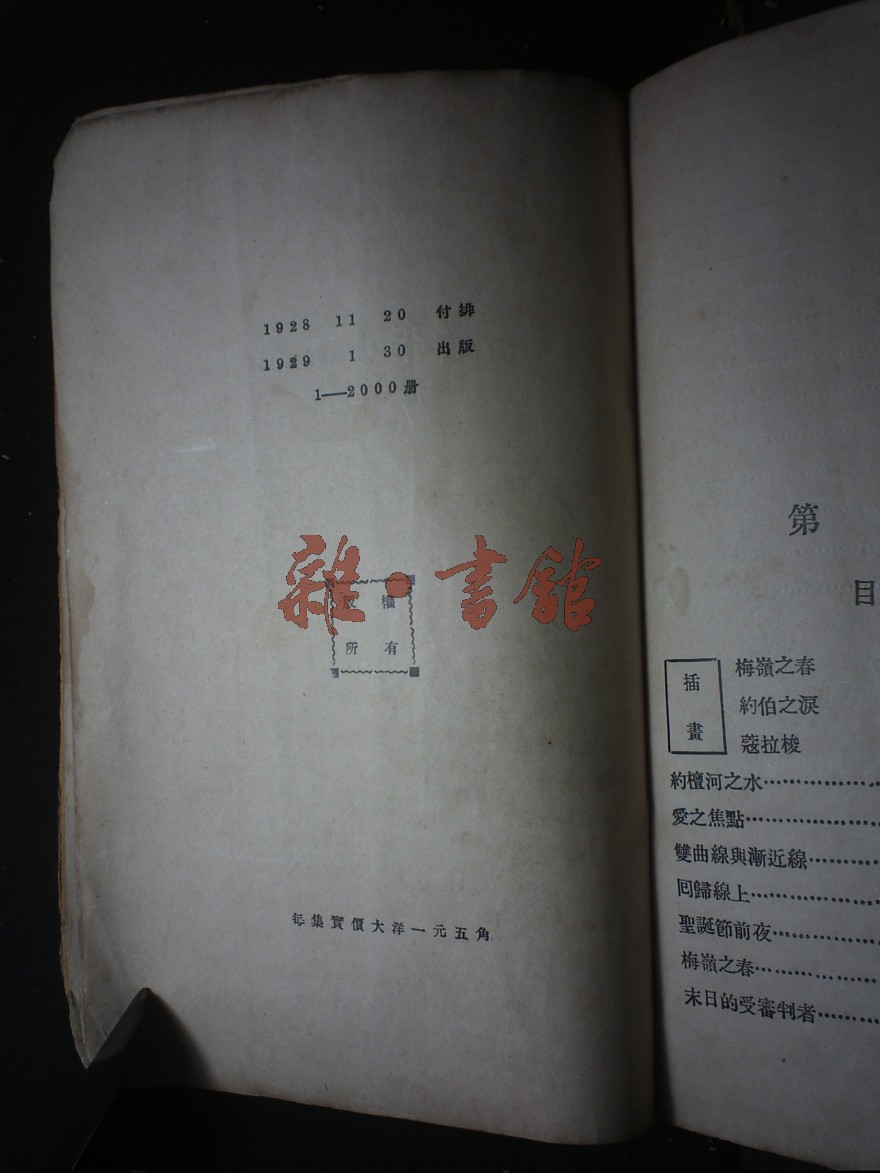 1928 11 20 付排
1929 1 30 出版
1—2000册
雜·書館
版權
所有
每集實價大洋一元五角
第
目
插畫
梅嶺之春
約伯之淚
蔻拉梭
約檀河之水………………
愛之焦點………………
雙曲線與漸近線…………
回歸線上………………
聖誕節前夜………………
梅嶺之春………………
末日的受審判者…………